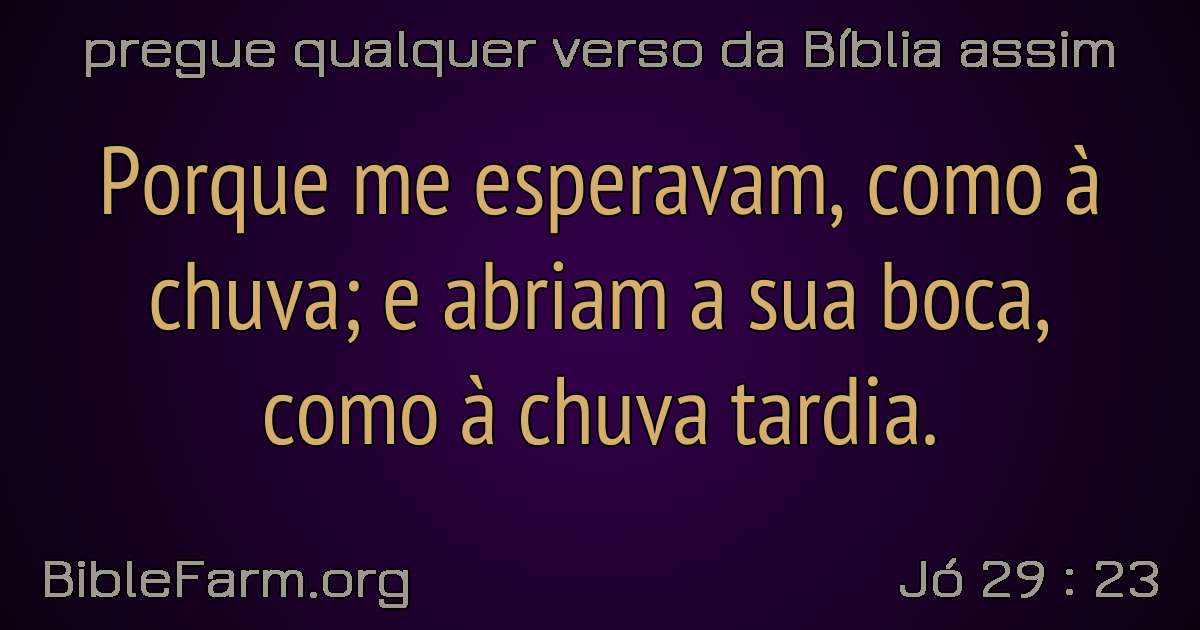 pregue qualquer verso da Bíblia assim
Porque me esperavam, como à
chuva; e abriam a sua boca,
como à chuva tardia.
BibleFarm.org
Jó 29 : 23